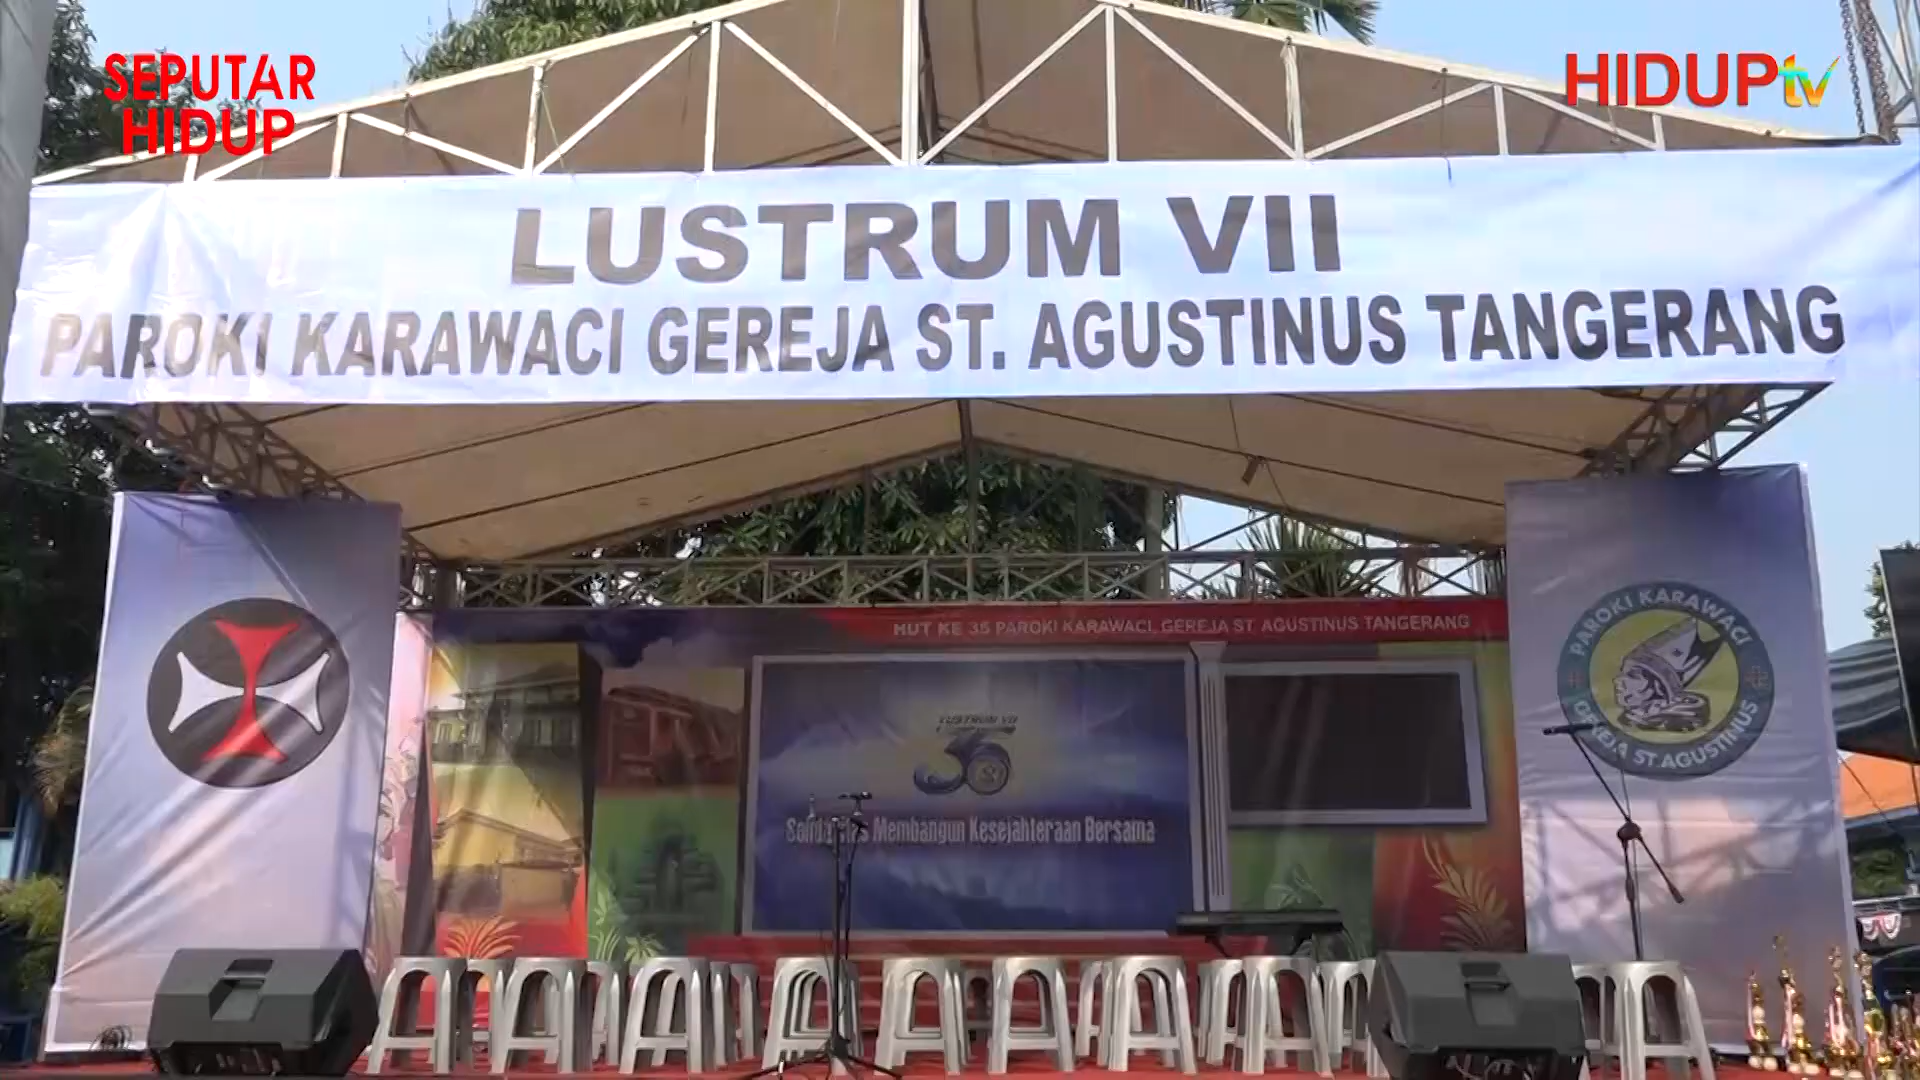 SEPUTAR
HIDUP
HIDUPtv
LUSTRUM VII
PAROKI KARAWACI GEREJA ST. AGUSTINUS TANGERANG
HUT KE 35 PAROKI KARAWACI, GEREJA ST. AGUSTINUS TANGERANG
LUSTRUM VII
35
Membangun Kesejahteraan Bersama
PAROKI KARAWACI
GEREJA ST. AGUSTINUS